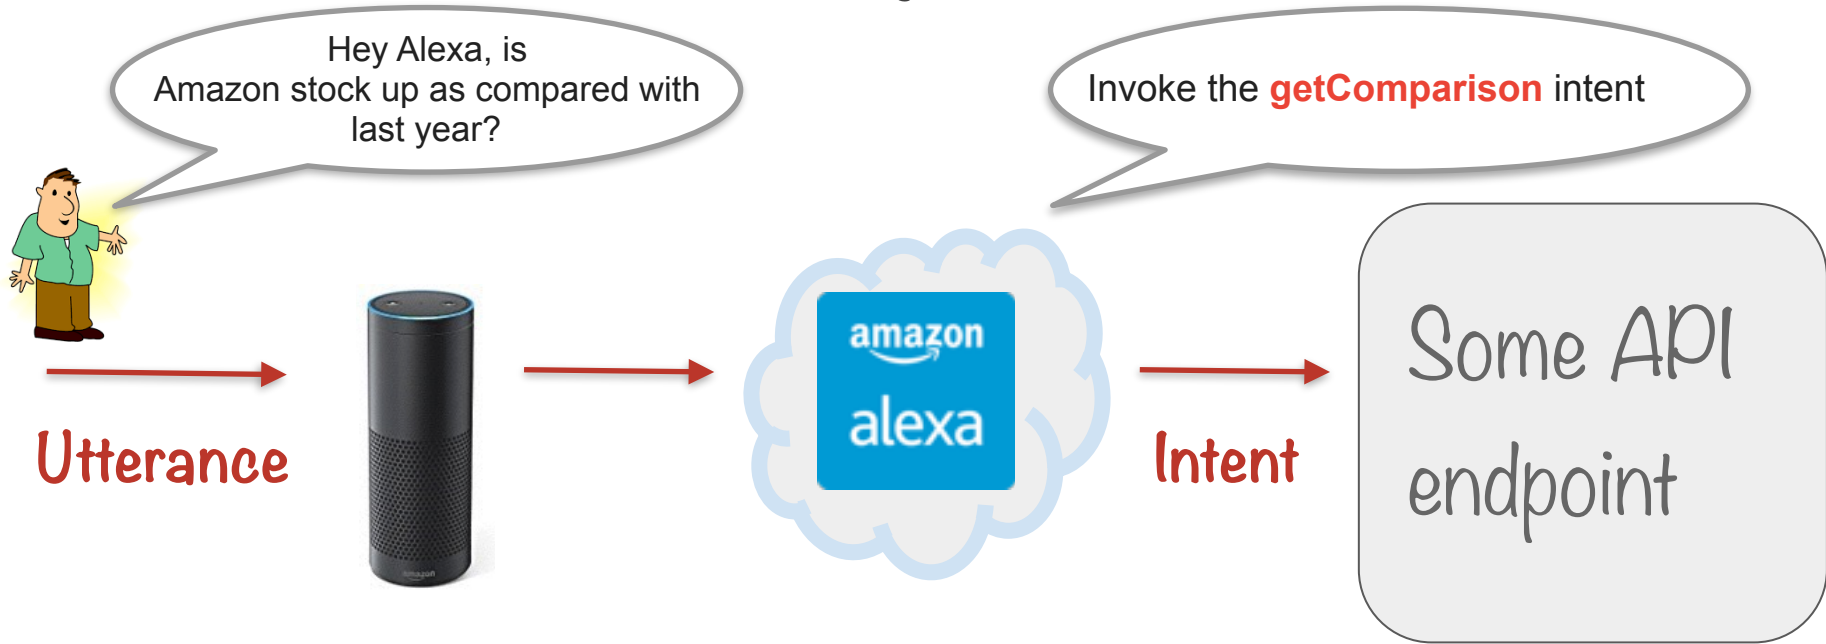 Hey Alexa, is
Amazon stock up as compared with
last year?
Invoke the getComparison intent
amazon
alexa
amazon
Utterance
Intent
Some API
endpoint